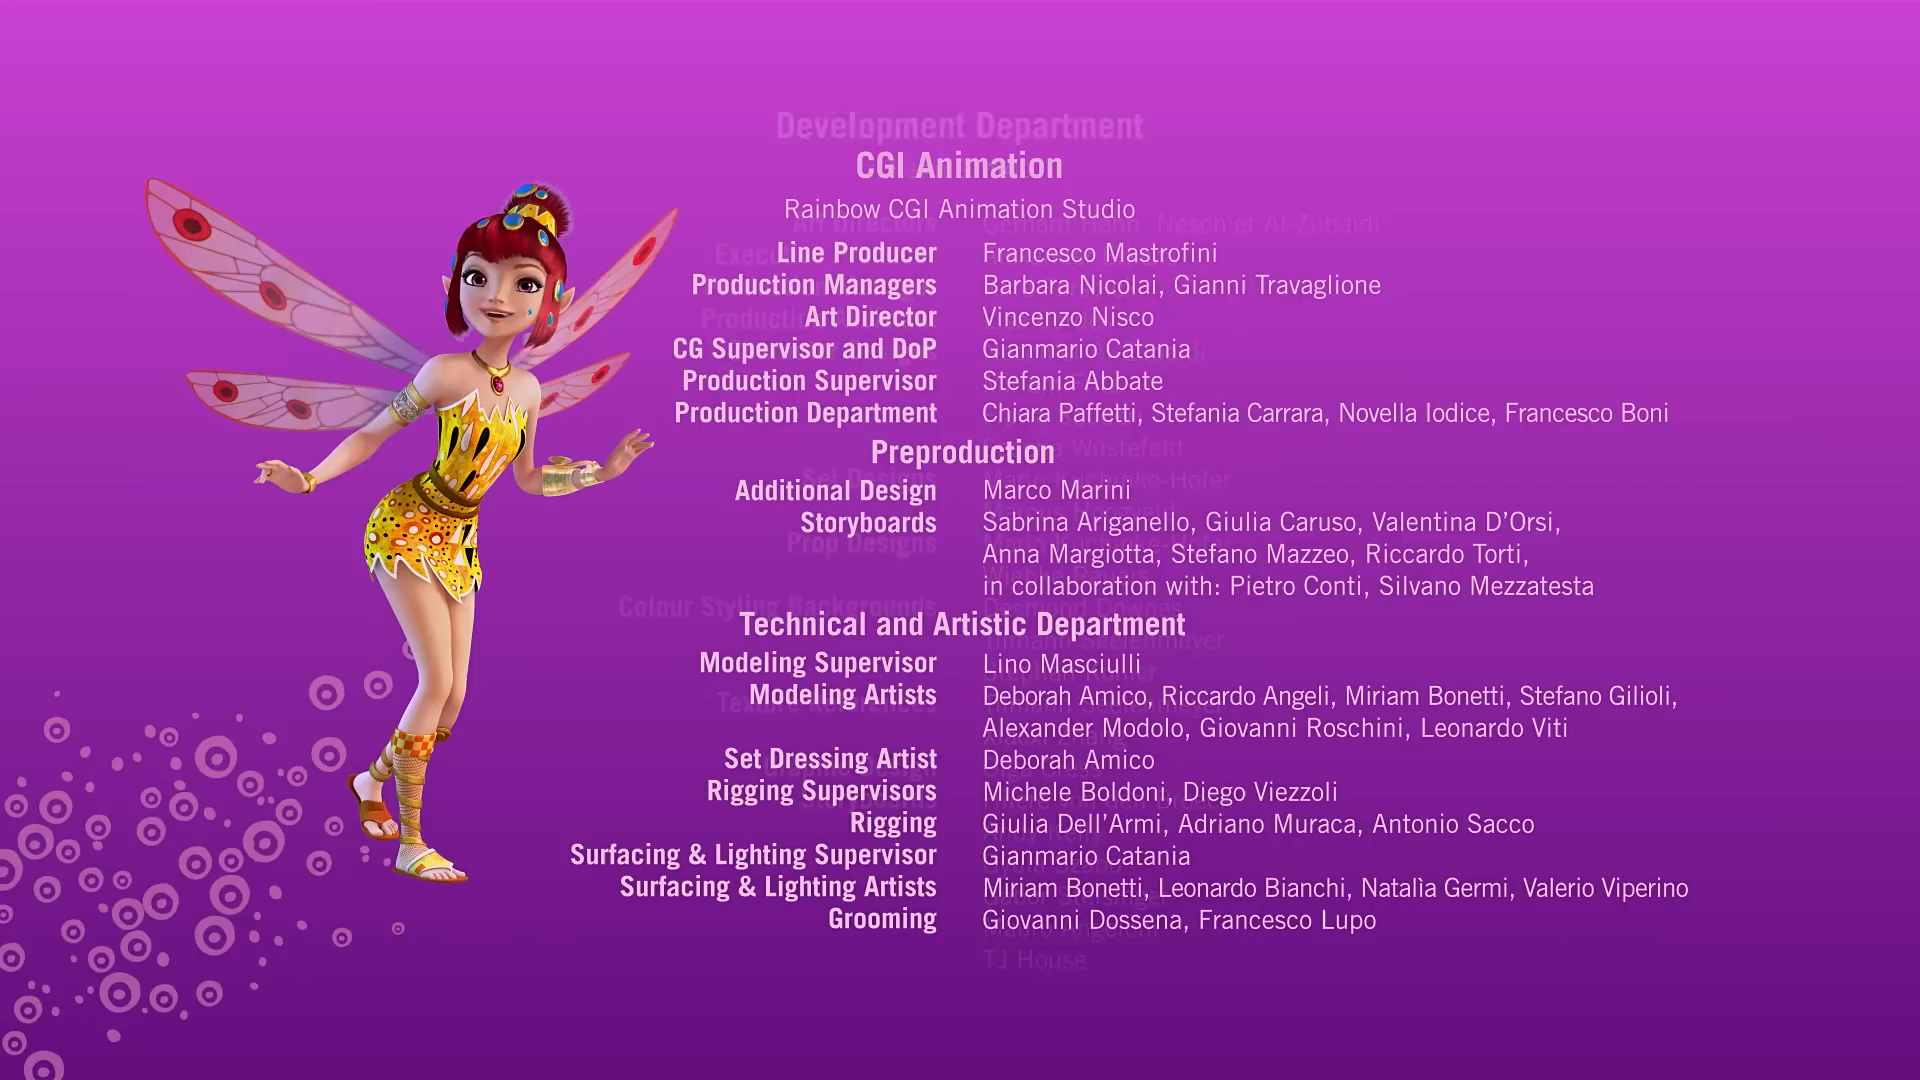 Development Department
CGI Animation
Rainbow CGI Animation Studio
Line Producer Francesco Mastrofini
Production Managers Barbara Nicolai, Gianni Travaglione
Art Director Vincenzo Nisco
CG Supervisor and DoP Gianmario Catania
Production Supervisor Stefania Abbate
Production Department Chiara Paffetti, Stefania Carrara, Novella Iodice, Francesco Boni
Preproduction
Additional Design Marco Marini
Storyboards Sabrina Ariganello, Giulia Caruso, Valentina D'Orsi,
Anna Margiotta, Stefano Mazzeo, Riccardo Torti,
in collaboration with: Pietro Conti, Silvano Mezzatesta
Technical and Artistic Department
Modeling Supervisor Lino Masciulli
Modeling Artists Deborah Amico, Riccardo Angeli, Miriam Bonetti, Stefano Gilioli,
Alexander Modolo, Giovanni Roschini, Leonardo Viti
Set Dressing Artist Deborah Amico
Rigging Supervisors Michele Boldoni, Diego Viezzoli
Rigging Giulia Dell'Armi, Adriano Muraca, Antonio Sacco
Surfacing & Lighting Supervisor Gianmario Catania
Surfacing & Lighting Artists Miriam Bonetti, Leonardo Bianchi, Natalìa Germi, Valerio Viperino
Grooming Giovanni Dossena, Francesco Lupo
TJ House